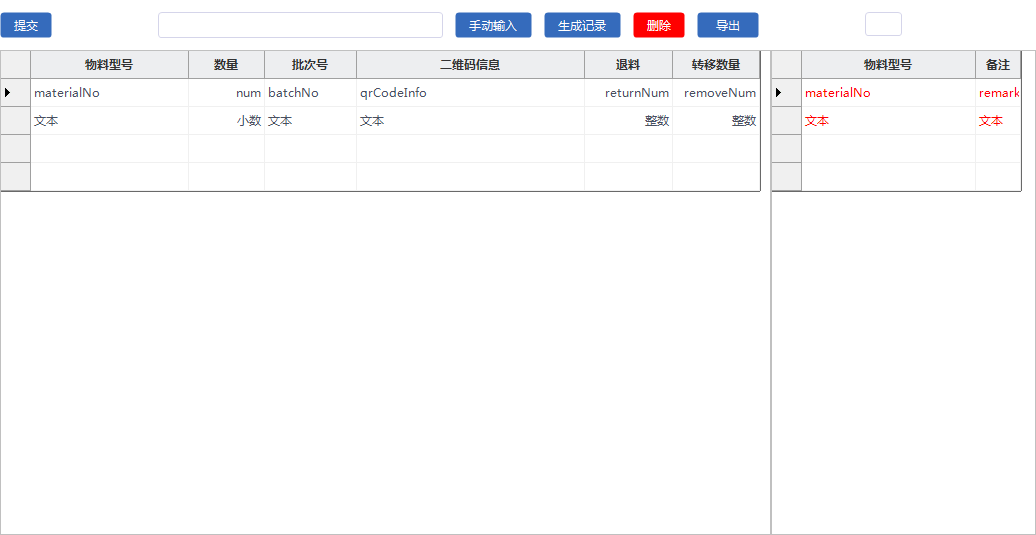 提交 手动输入 生成记录 删除 导出
物料型号 数量 批次号 二维码信息 退料 转移数量 物料型号 备注
materialNo num batchNo qrCodeInfo returnNum removeNum materialNo remark
文本 小数 文本 文本 整数 整数 文本 文本